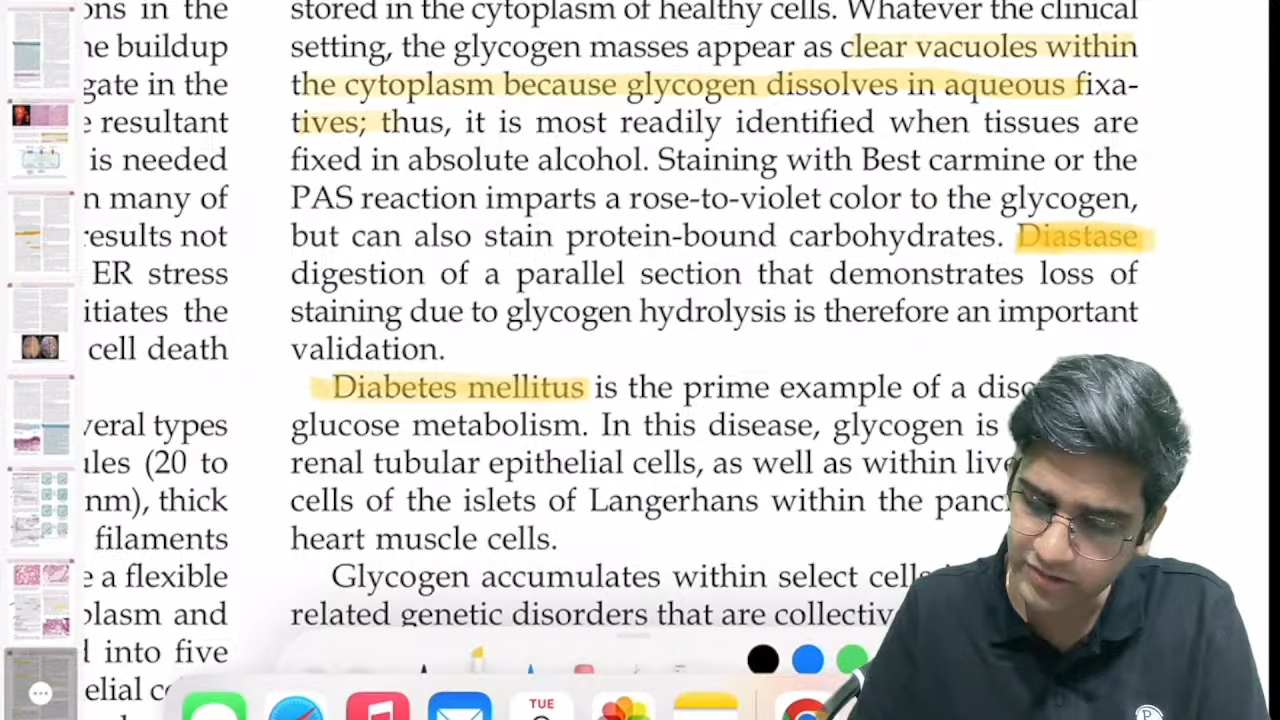 ons in the
he buildup
gate in the
e resultant
is needed
n many of
results not
ER stress
itiates the
cell death
veral types
ules (20 to
nm), thick
filaments
e a flexible
plasm and
d into five
elial
stored in the cytoplasm of healthy cells. Whatever the clinical
setting, the glycogen masses appear as clear vacuoles within
the cytoplasm because glycogen dissolves in aqueous fixa-
tives; thus, it is most readily identified when tissues are
fixed in absolute alcohol. Staining with Best carmine or the
PAS reaction imparts a rose-to-violet color to the glycogen,
but can also stain protein-bound carbohydrates. Diastase
digestion of a parallel section that demonstrates loss of
staining due to glycogen hydrolysis is therefore an important
validation.
Diabetes mellitus is the prime example of a
glucose metabolism. In this disease, glycogen is
renal tubular epithelial cells, as well as within
cells of the islets of Langerhans within the
heart muscle cells.
Glycogen accumulates within select
related genetic disorders that are
TUE